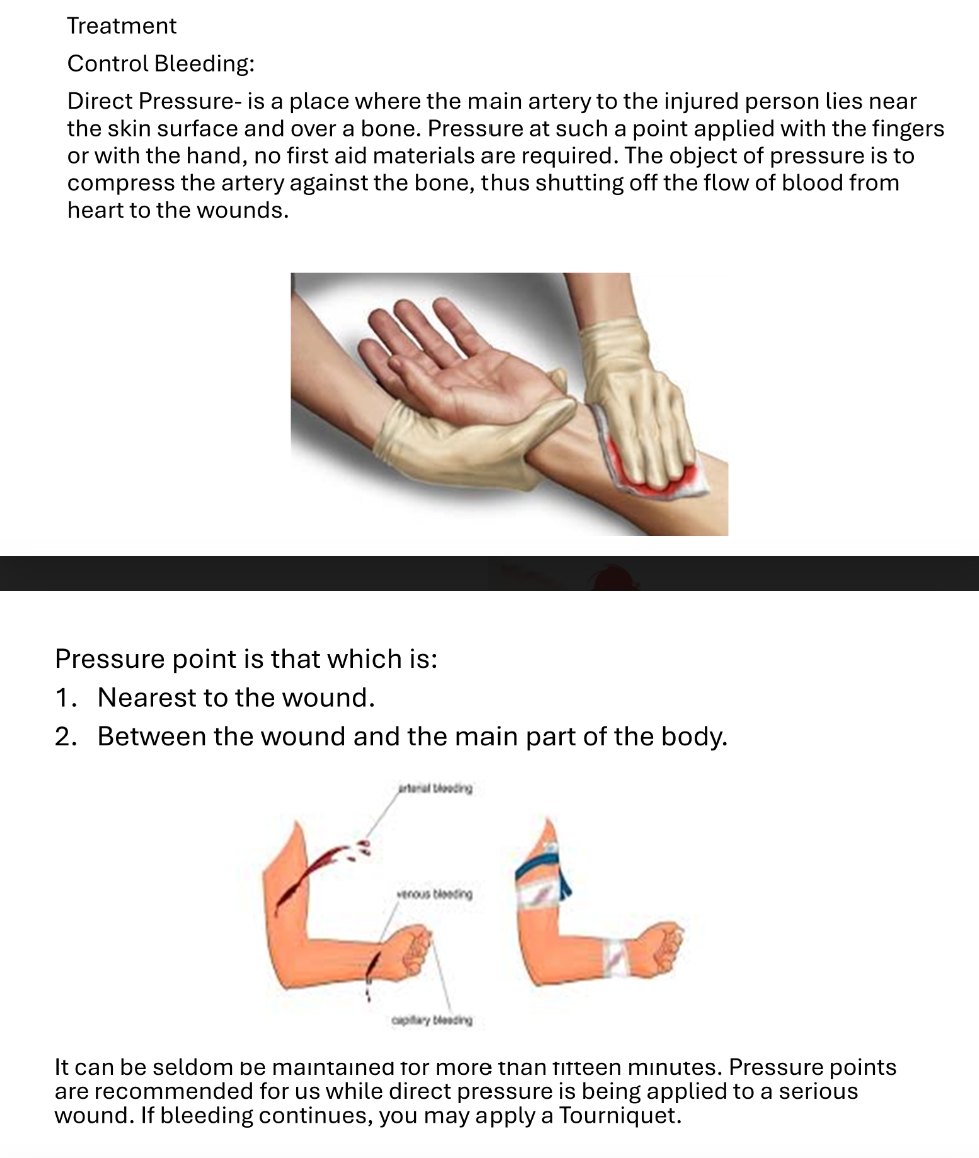 Treatment
Control Bleeding:
Direct Pressure- is a place where the main artery to the injured person lies near
the skin surface and over a bone. Pressure at such a point applied with the fingers
or with the hand, no first aid materials are required. The object of pressure is to
compress the artery against the bone, thus shutting off the flow of blood from
heart to the wounds.
Pressure point is that which is:
1. Nearest to the wound.
2. Between the wound and the main part of the body.
arterial bleeding
venous bleeding
capillary bleeding
It can be seldom be maintained for more than fifteen minutes. Pressure points
are recommended for us while direct pressure is being applied to a serious
wound. If bleeding continues, you may apply a Tourniquet.